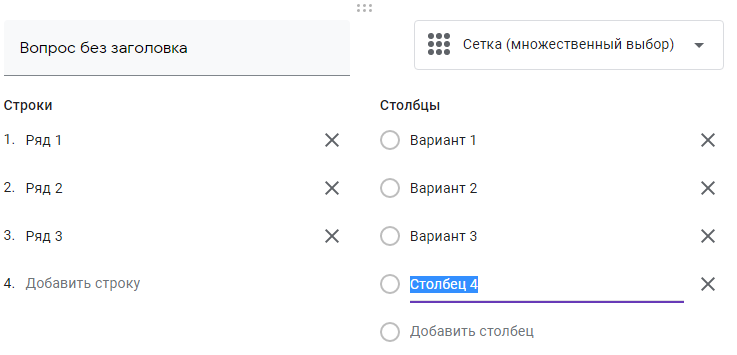 Вопрос без заголовка
Сетка (множественный выбор)
Строки
Столбцы
1. Ряд 1
Вариант 1
2. Ряд 2
Вариант 2
3. Ряд 3
Вариант 3
4. Добавить строку
Столбец 4
Добавить столбец